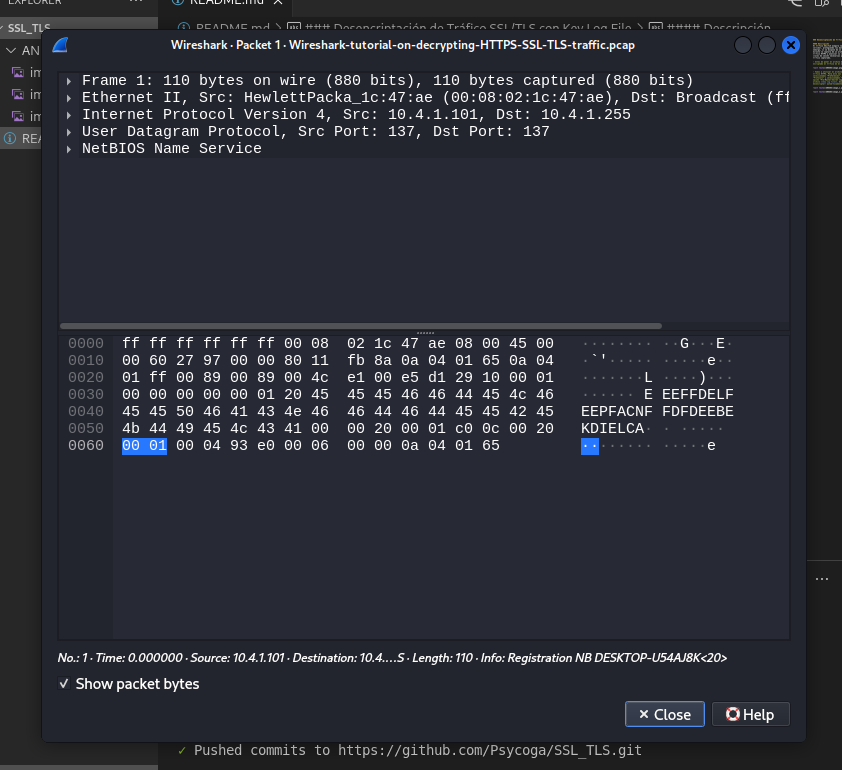 EXPLORER
README.md
SSL_TLS
README.md > ### Desencriptación de Tráfico SSL/TLS con Key Log File > #### Descripción
Wireshark · Packet 1 · Wireshark-tutorial-on-decrypting-HTTPS-SSL-TLS-traffic.pcap
AN
im
im
im
REA
Frame 1: 110 bytes on wire (880 bits), 110 bytes captured (880 bits)
Ethernet II, Src: HewlettPacka_1c:47:ae (00:08:02:1c:47:ae), Dst: Broadcast (ff
Internet Protocol Version 4, Src: 10.4.1.101, Dst: 10.4.1.255
User Datagram Protocol, Src Port: 137, Dst Port: 137
NetBIOS Name Service
0000 ff ff ff ff ff ff 00 08 02 1c 47 ae 08 00 45 00 ········ ··G···E·
0010 00 60 27 97 00 00 80 11 fb 8a 0a 04 01 65 0a 04 ·`'····· ·····e··
0020 01 ff 00 89 00 89 00 4c e1 00 e5 d1 29 10 00 01 ·······L ····)···
0030 00 00 00 00 00 01 20 45 45 45 46 46 44 45 4c 46 ······ E EEFFDELF
0040 45 45 50 46 41 43 4e 46 46 44 46 44 45 45 42 45 EEPFACNF FDFDEEBE
0050 4b 44 49 45 4c 43 41 00 00 20 00 01 c0 0c 00 20 KDIELCA· · ·····
0060 00 01 00 04 93 e0 00 06 00 00 0a 04 01 65 ········ ·····e
No.: 1 · Time: 0.000000 · Source: 10.4.1.101 · Destination: 10.4.…S · Length: 110 · Info: Registration NB DESKTOP-U54AJ8K<20>
✓ Show packet bytes
× Close
Help
✓ Pushed commits to https://github.com/Psycoga/SSL_TLS.git